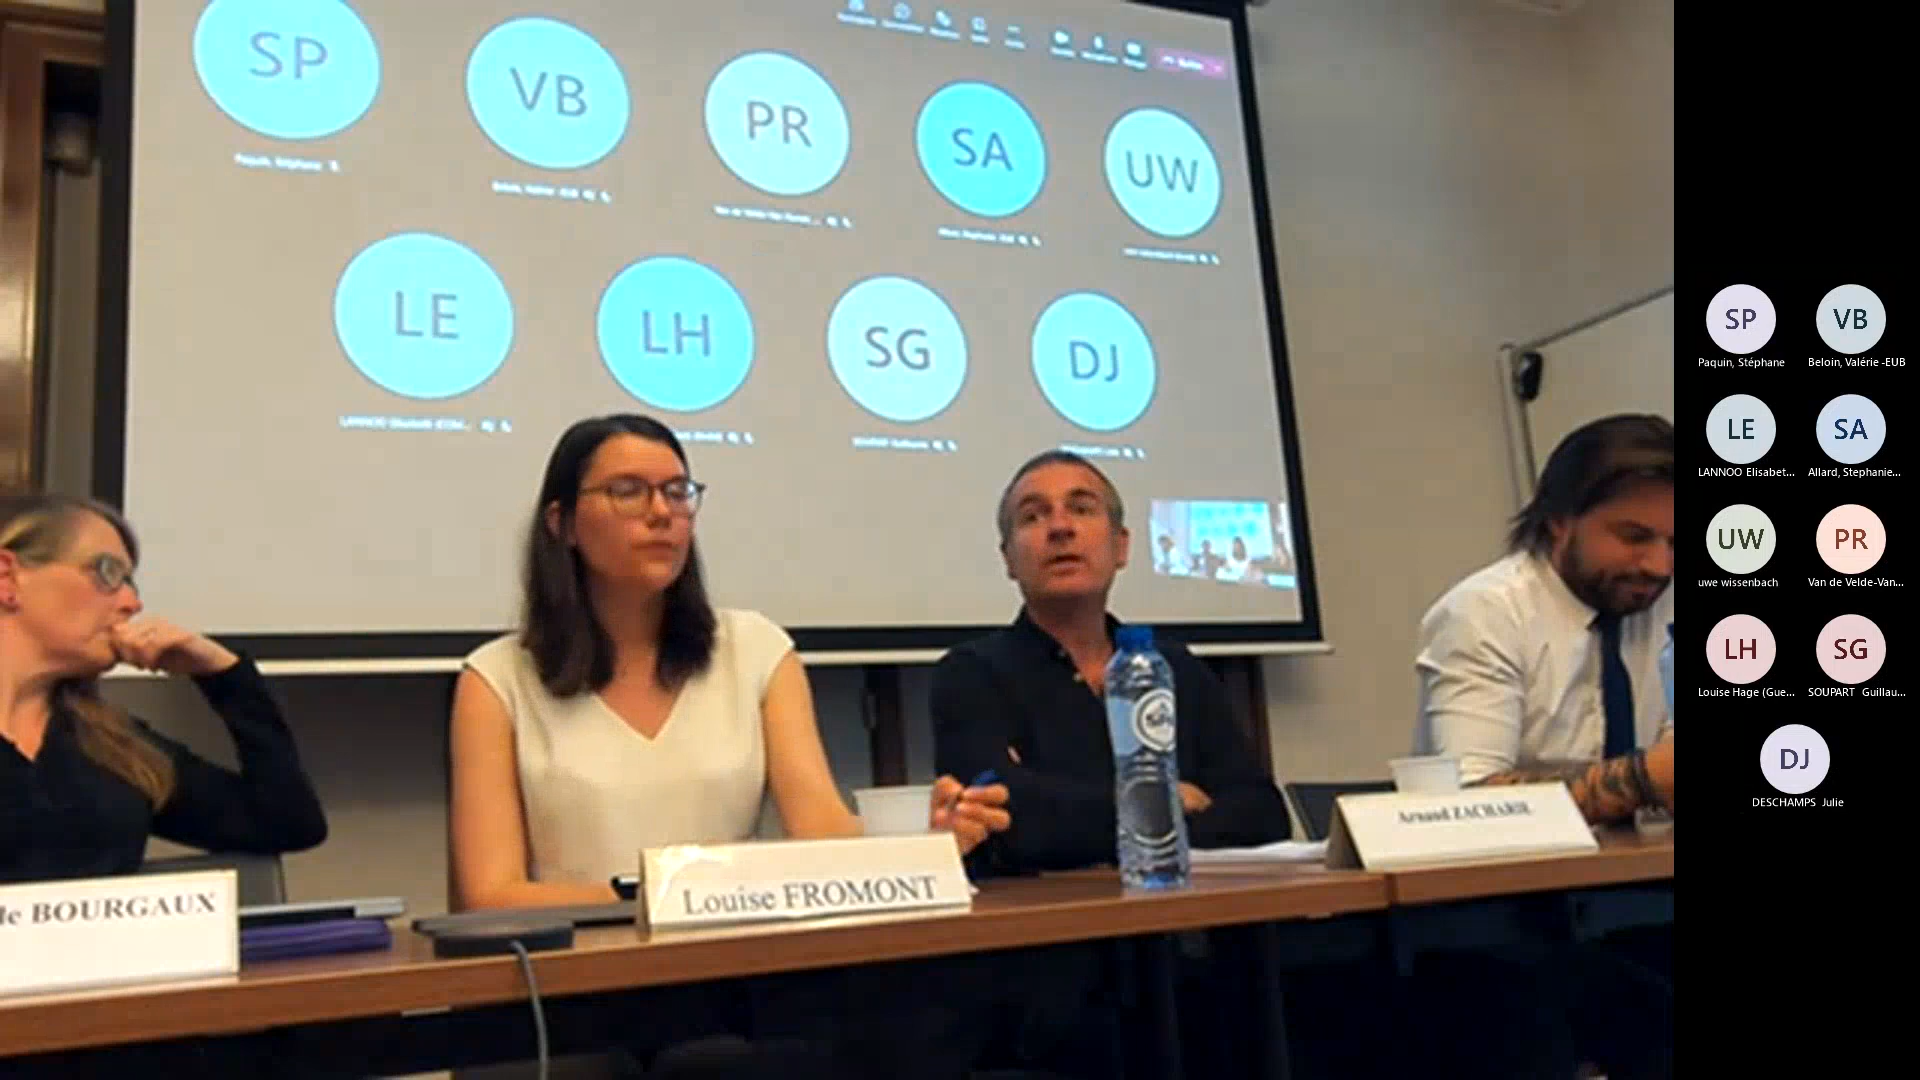 SP
VB
PR
SA
UW
LE
LH
SG
DJ
le BOURGAUX
Louise FROMONT
Arnaud ZACHARIE
SPA
SP
Paquin, Stéphane
VB
Beloin, Valérie -EUB
LE
LANNOO Elisabet...
SA
Allard, Stephanie...
UW
uwe wissenbach
PR
Van de Velde-Van...
LH
Louise Hage (Gue...
SG
SOUPART Guillau...
DJ
DESCHAMPS Julie